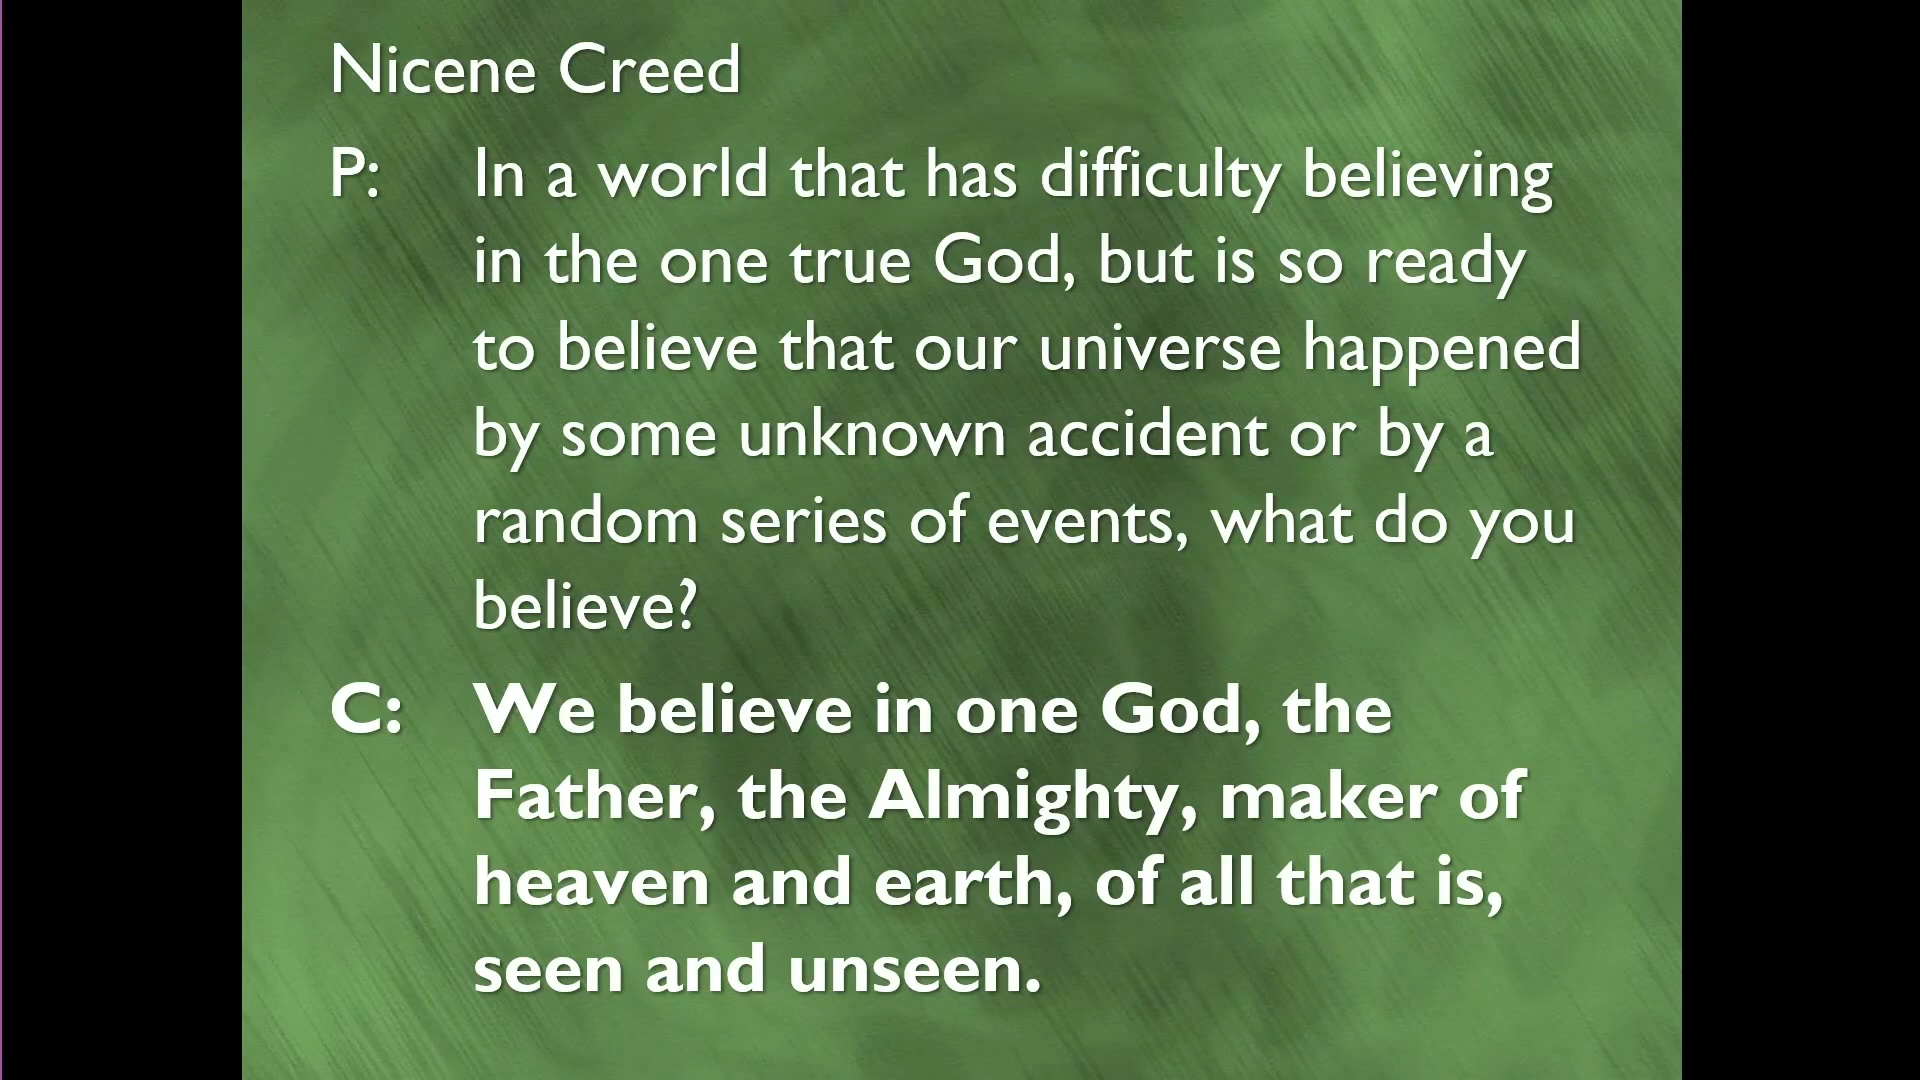 Nicene Creed
P: In a world that has difficulty believing
in the one true God, but is so ready
to believe that our universe happened
by some unknown accident or by a
random series of events, what do you
believe?
C: We believe in one God, the
Father, the Almighty, maker of
heaven and earth, of all that is,
seen and unseen.